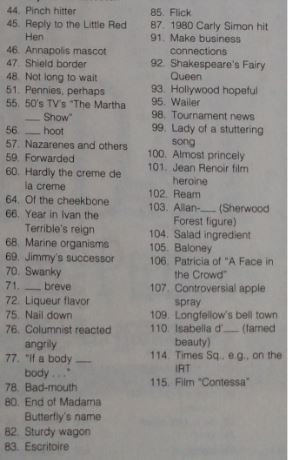 44. Pinch hitter
45. Reply to the Little Red
Hen
46. Annapolis mascot
47. Shield border
48. Not long to wait
51. Pennies, perhaps
55. 50's TV's "The Martha
___ Show"
56. ___ hoot
57. Nazarenes and others
59. Forwarded
60. Hardly the creme de
la creme
64. Of the cheekbone
66. Year in Ivan the
Terrible's reign
68. Marine organisms
69. Jimmy's successor
70. Swanky
71. ___ breve
72. Liqueur flavor
75. Nail down
76. Columnist reacted
angrily
77. "If a body ___
body . . ."
78. Bad-mouth
80. End of Madama
Butterfly's name
82. Sturdy wagon
83. Escritoire
85. Flick
87. 1980 Carly Simon hit
91. Make business
connections
92. Shakespeare's Fairy
Queen
93. Hollywood hopeful
95. Wailer
98. Tournament news
99. Lady of a stuttering
song
100. Almost princely
101. Jean Renoir film
heroine
102. Ream
103. Allan-___ (Sherwood
Forest figure)
104. Salad ingredient
105. Baloney
106. Patricia of "A Face in
the Crowd"
107. Controversial apple
spray
109. Longfellow's bell town
110. Isabella d'___ (famed
beauty)
114. Times Sq., e.g., on the
IRT
115. Film "Contessa"